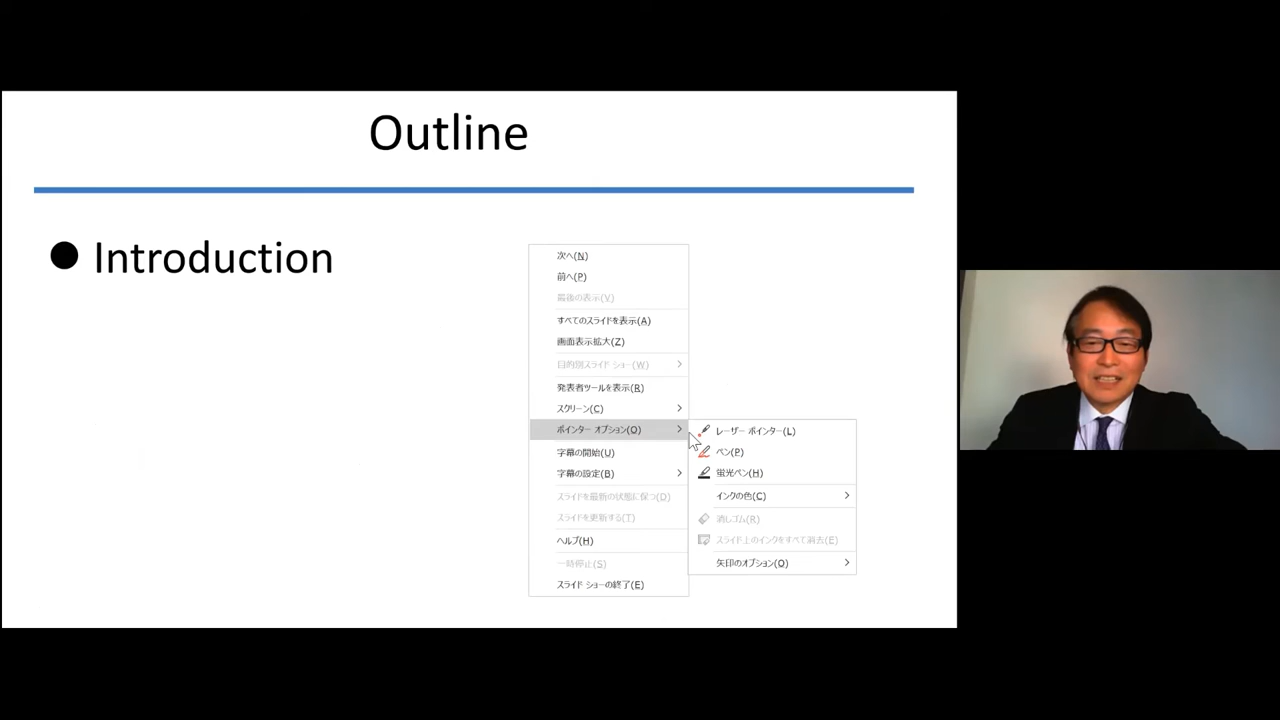 Outline
Introduction
次へ(N)
前へ(P)
最後の表示(V)
すべてのスライドを表示(A)
画面表示拡大(Z)
目的別スライド ショー(W)
発表者ツールを表示(R)
スクリーン(C)
ポインター オプション(O)
字幕の開始(U)
字幕の設定(B)
スライドを最新の状態に保つ(D)
スライドを更新する(T)
ヘルプ(H)
一時停止(S)
スライド ショーの終了(E)
レーザー ポインター(L)
ペン(P)
蛍光ペン(H)
インクの色(C)
消しゴム(R)
スライド上のインクをすべて消去(E)
矢印のオプション(O)